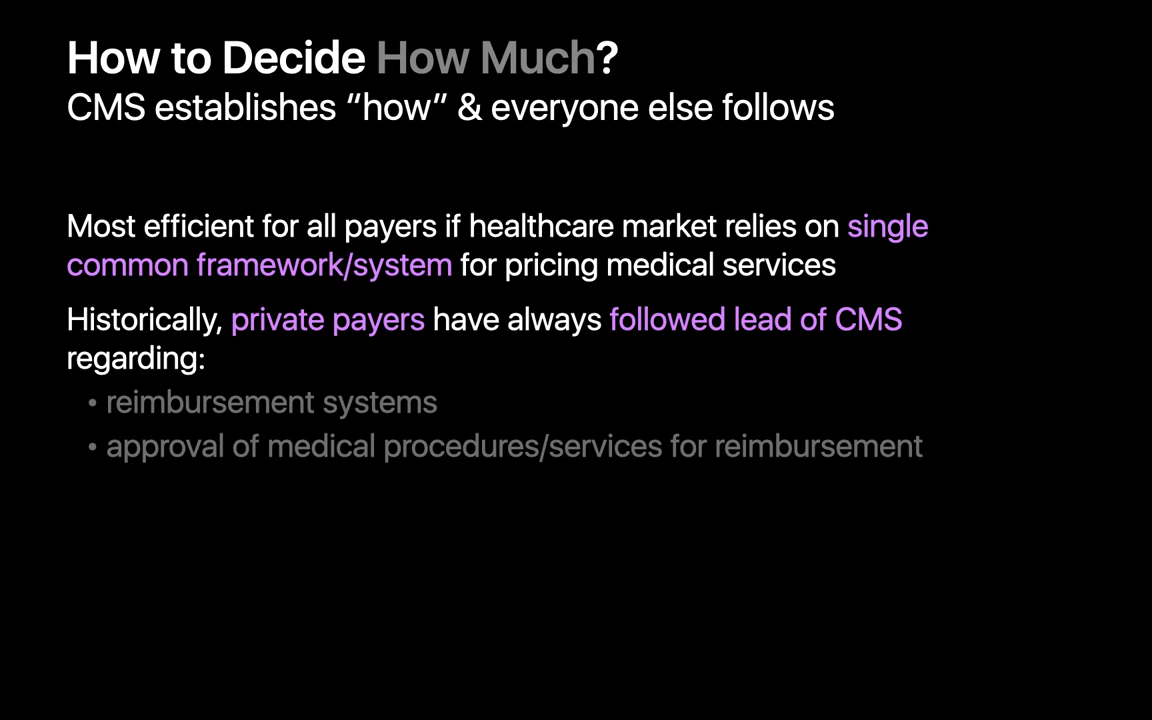 How to Decide How Much?
CMS establishes “how” & everyone else follows
Most efficient for all payers if healthcare market relies on single
common framework/system for pricing medical services
Historically, private payers have always followed lead of CMS
regarding:
• reimbursement systems
• approval of medical procedures/services for reimbursement